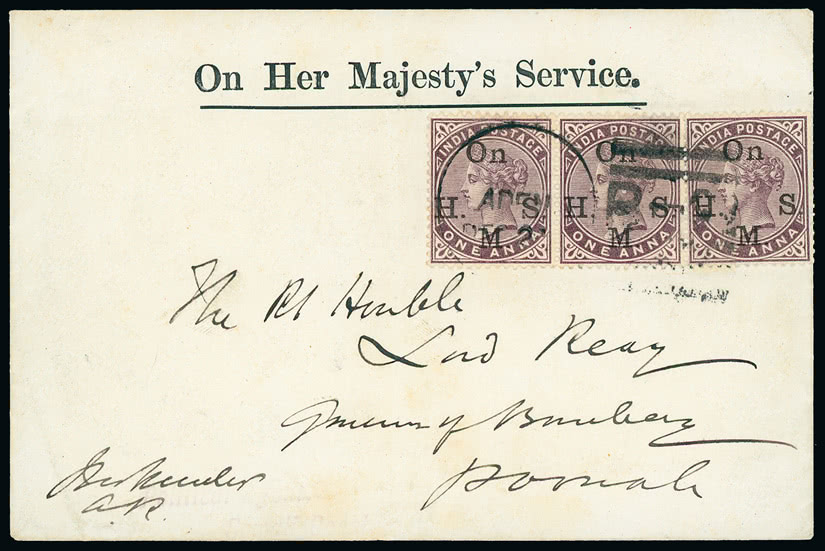 On Her Majesty's Service.
INDIA POSTAGE INDIA POSTAGE INDIA POSTAGE
On On On
H. S H. S H. S
M M M
ONE ANNA ONE ANNA ONE ANNA
ADEN
B
The Rt Honble
Lord Reay
of Bombay
Poonah